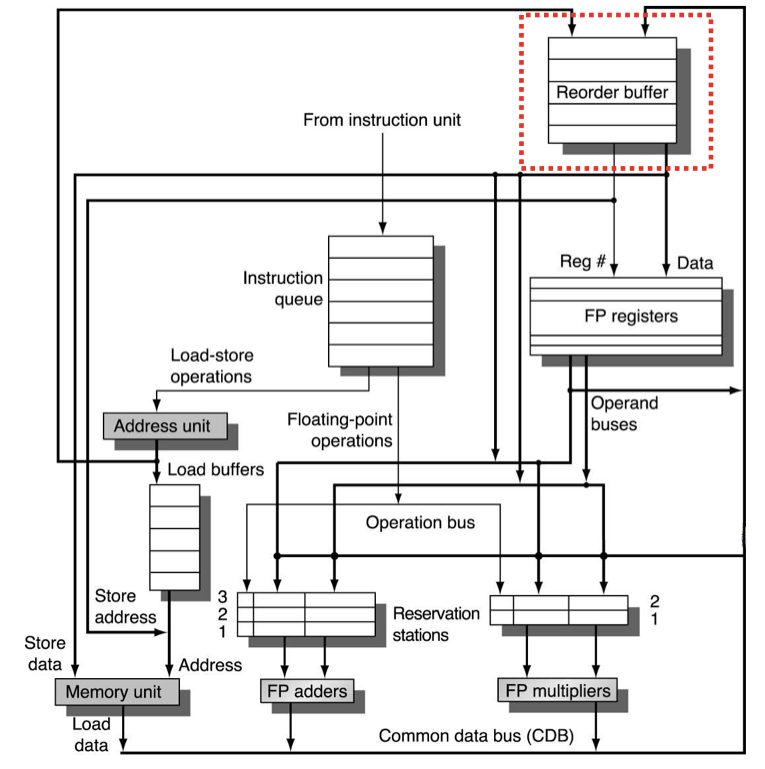 Reorder buffer
From instruction unit
Reg #
Data
Instruction
queue
FP registers
Load-store
operations
Operand
buses
Address unit
Floating-point
operations
Load buffers
Operation bus
3
2
1
Reservation
stations
2
1
Store
address
Store
data
Address
Memory unit
FP adders
FP multipliers
Load
data
Common data bus (CDB)